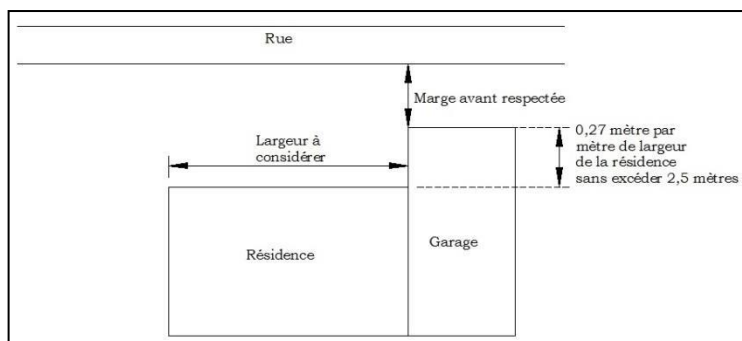 Rue
Marge avant respectée
Largeur à
considérer
0,27 mètre par
mètre de largeur
de la résidence
sans excéder 2,5 mètres
Résidence
Garage